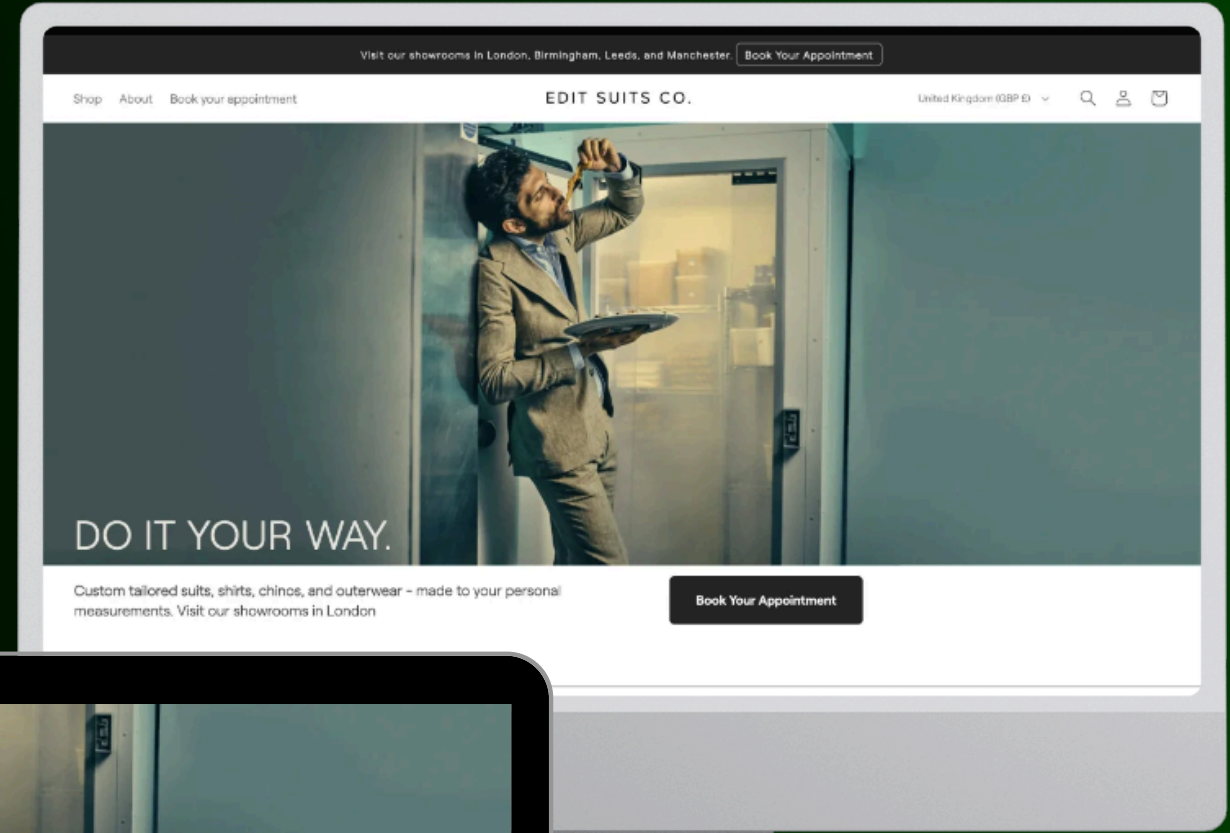 Visit our showrooms in London, Birmingham, Leeds, and Manchester. Book Your Appointment
Shop About Book your appointment EDIT SUITS CO. United Kingdom (GBP £)
DO IT YOUR WAY.
Custom tailored suits, shirts, chinos, and outerwear – made to your personal
measurements. Visit our showrooms in London
Book Your Appointment